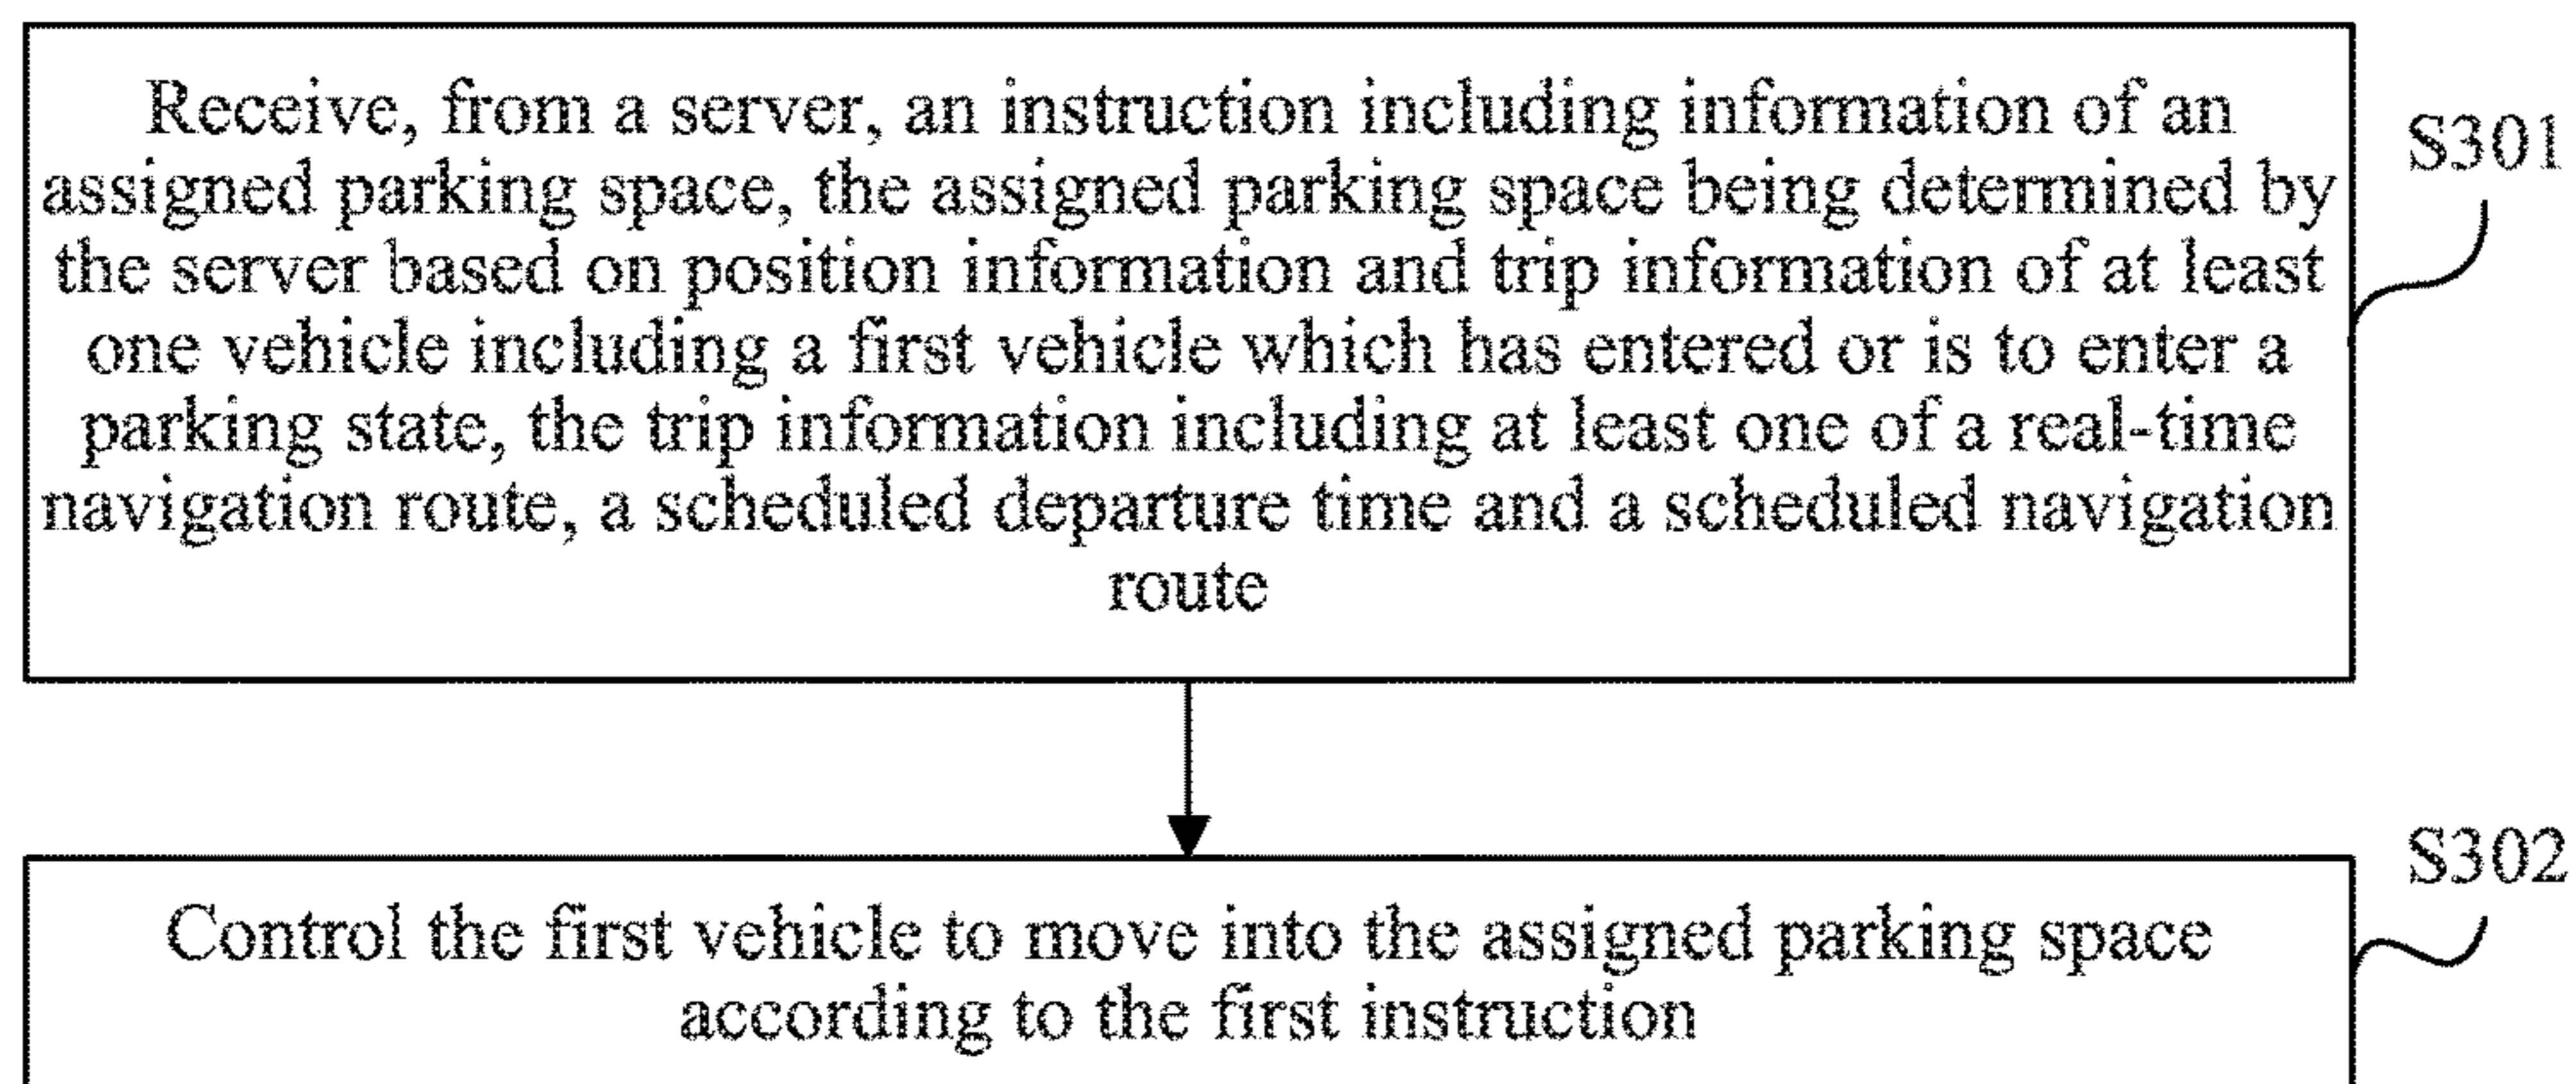 Receive, from a server, an instruction including information of an
assigned parking space, the assigned parking space being determined by
the server based on position information and trip information of at least
one vehicle including a first vehicle which has entered or is to enter a
parking state, the trip information including at least one of a real-time
navigation route, a scheduled departure time and a scheduled navigation
route
S301
Control the first vehicle to move into the assigned parking space
according to the first instruction
S302